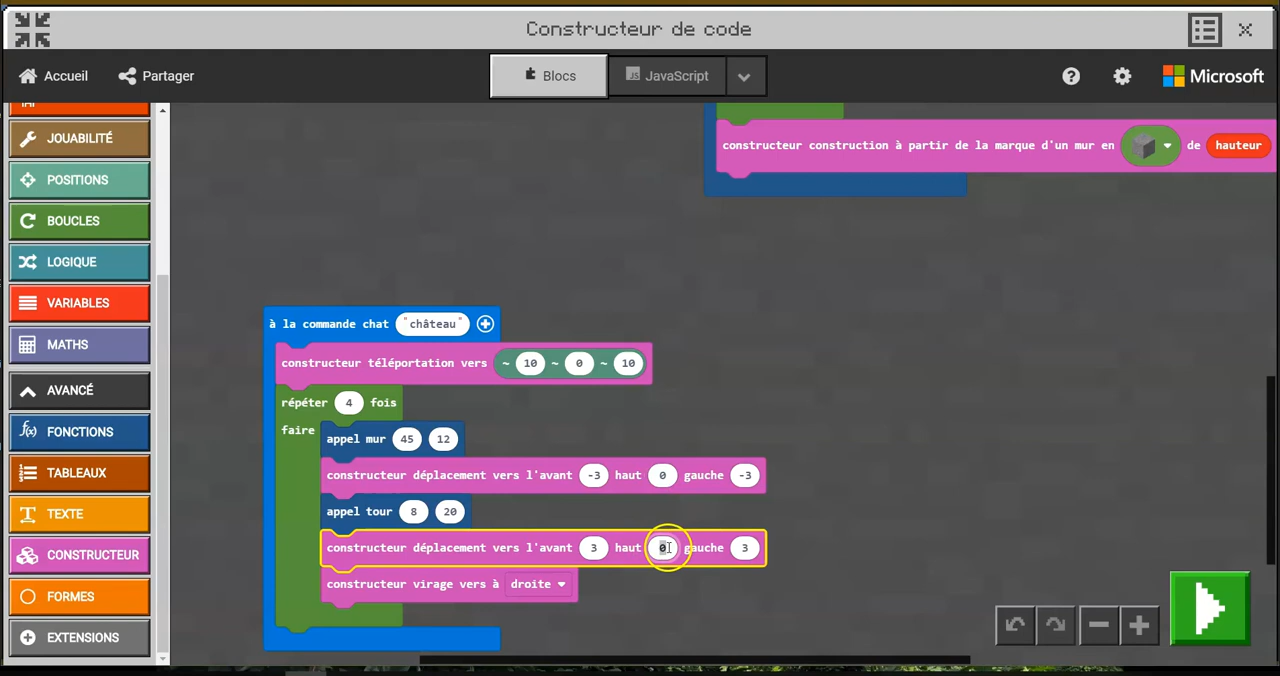 Constructeur de code
Accueil
Partager
Blocs
JS JavaScript
?
Microsoft
JOUABILITÉ
POSITIONS
BOUCLES
LOGIQUE
VARIABLES
MATHS
AVANCÉ
f(x) FONCTIONS
TABLEAUX
TEXTE
CONSTRUCTEUR
FORMES
EXTENSIONS
constructeur construction à partir de la marque d'un mur en de hauteur
à la commande chat "château"
constructeur téléportation vers ~ 10 ~ 0 ~ 10
répéter 4 fois
faire
appel mur 45 12
constructeur déplacement vers l'avant -3 haut 0 gauche -3
appel tour 8 20
constructeur déplacement vers l'avant 3 haut 0 gauche 3
constructeur virage vers à droite